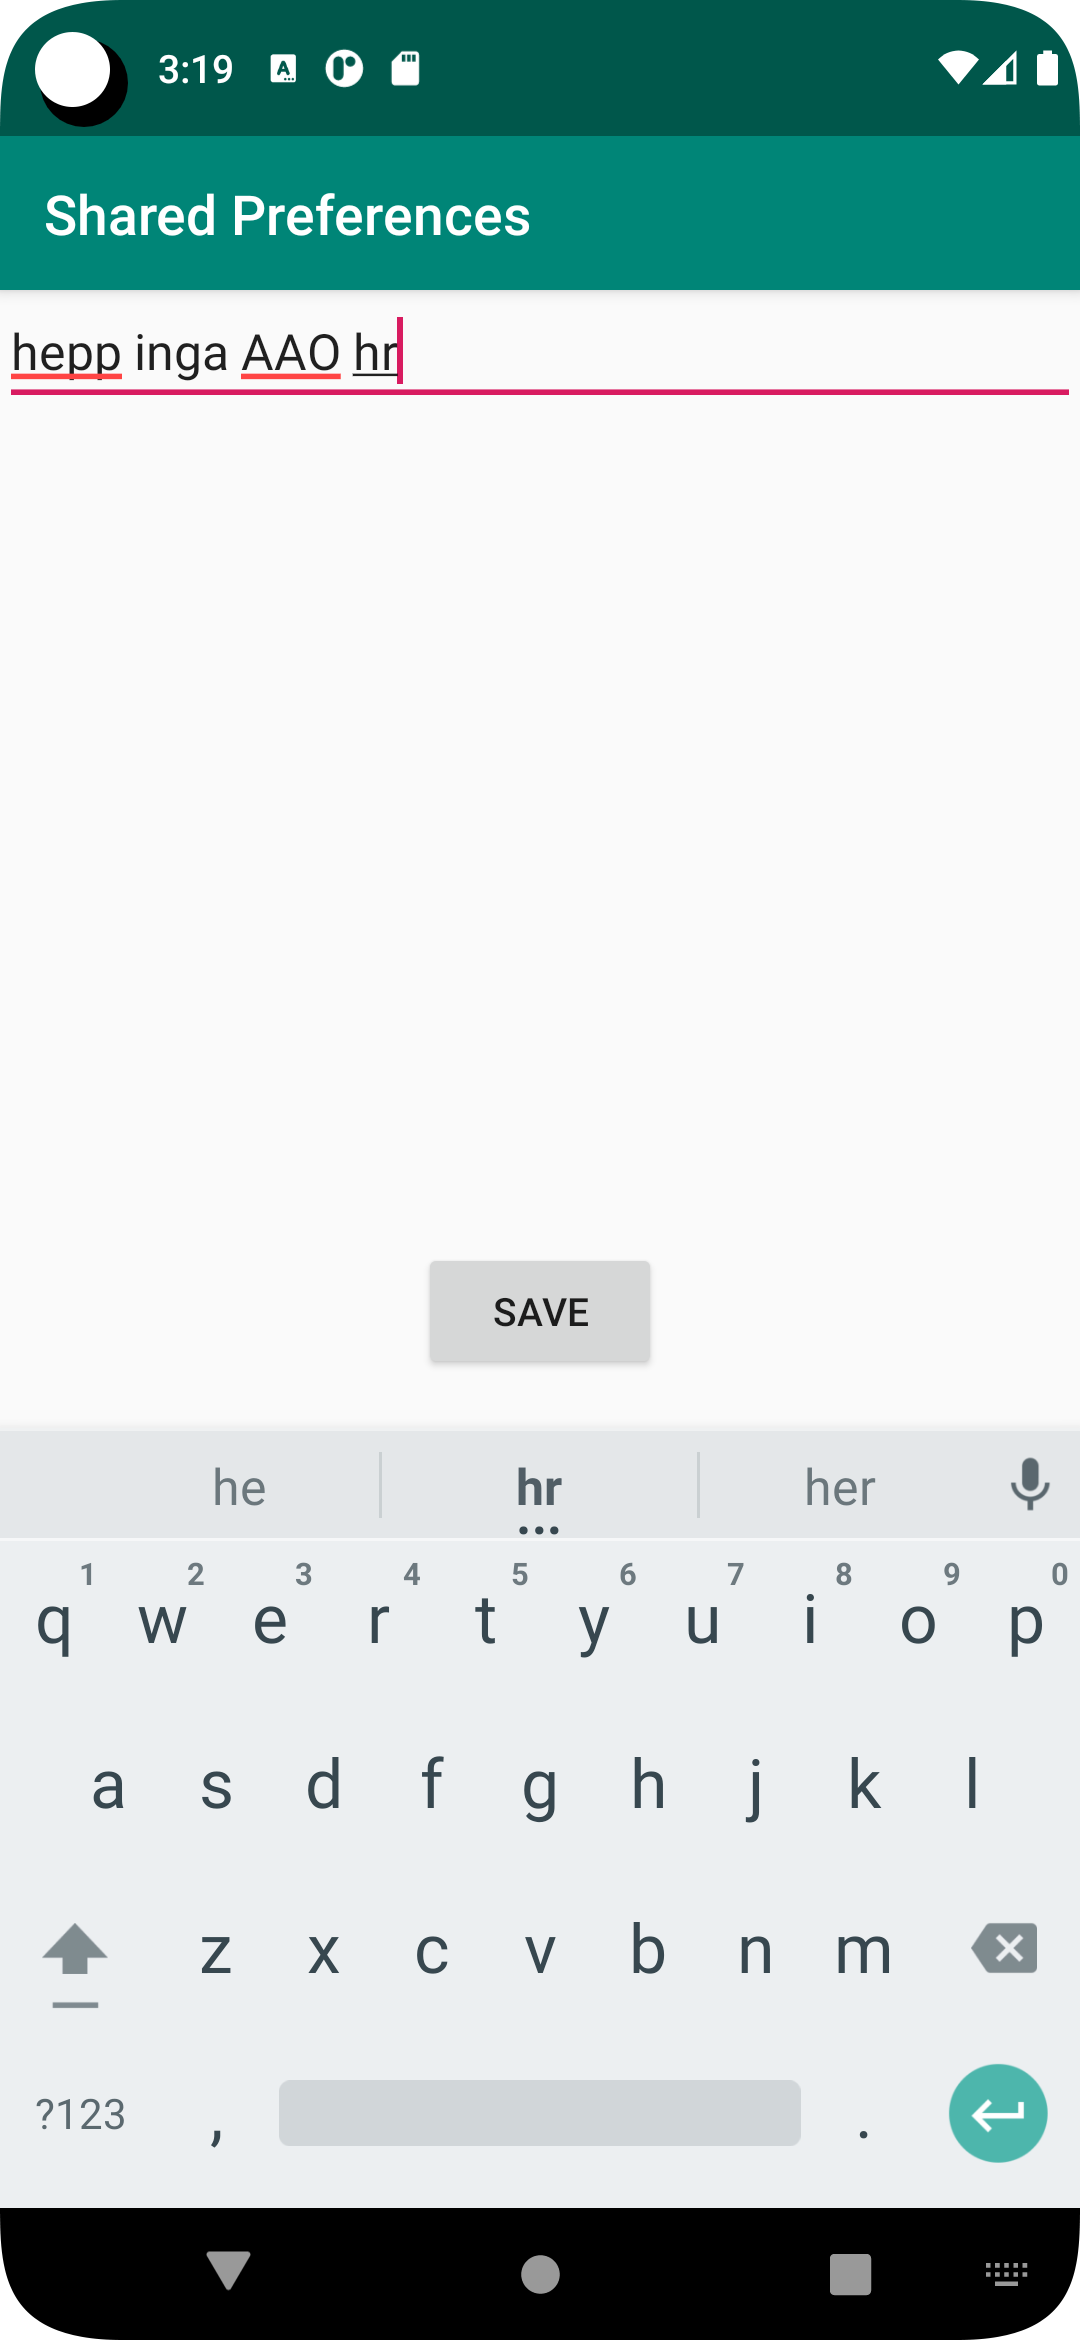 3:19
Shared Preferences
hepp inga AAO hr
SAVE
he hr her
1 2 3 4 5 6 7 8 9 0
q w e r t y u i o p
a s d f g h j k l
z x c v b n m
?123 , .